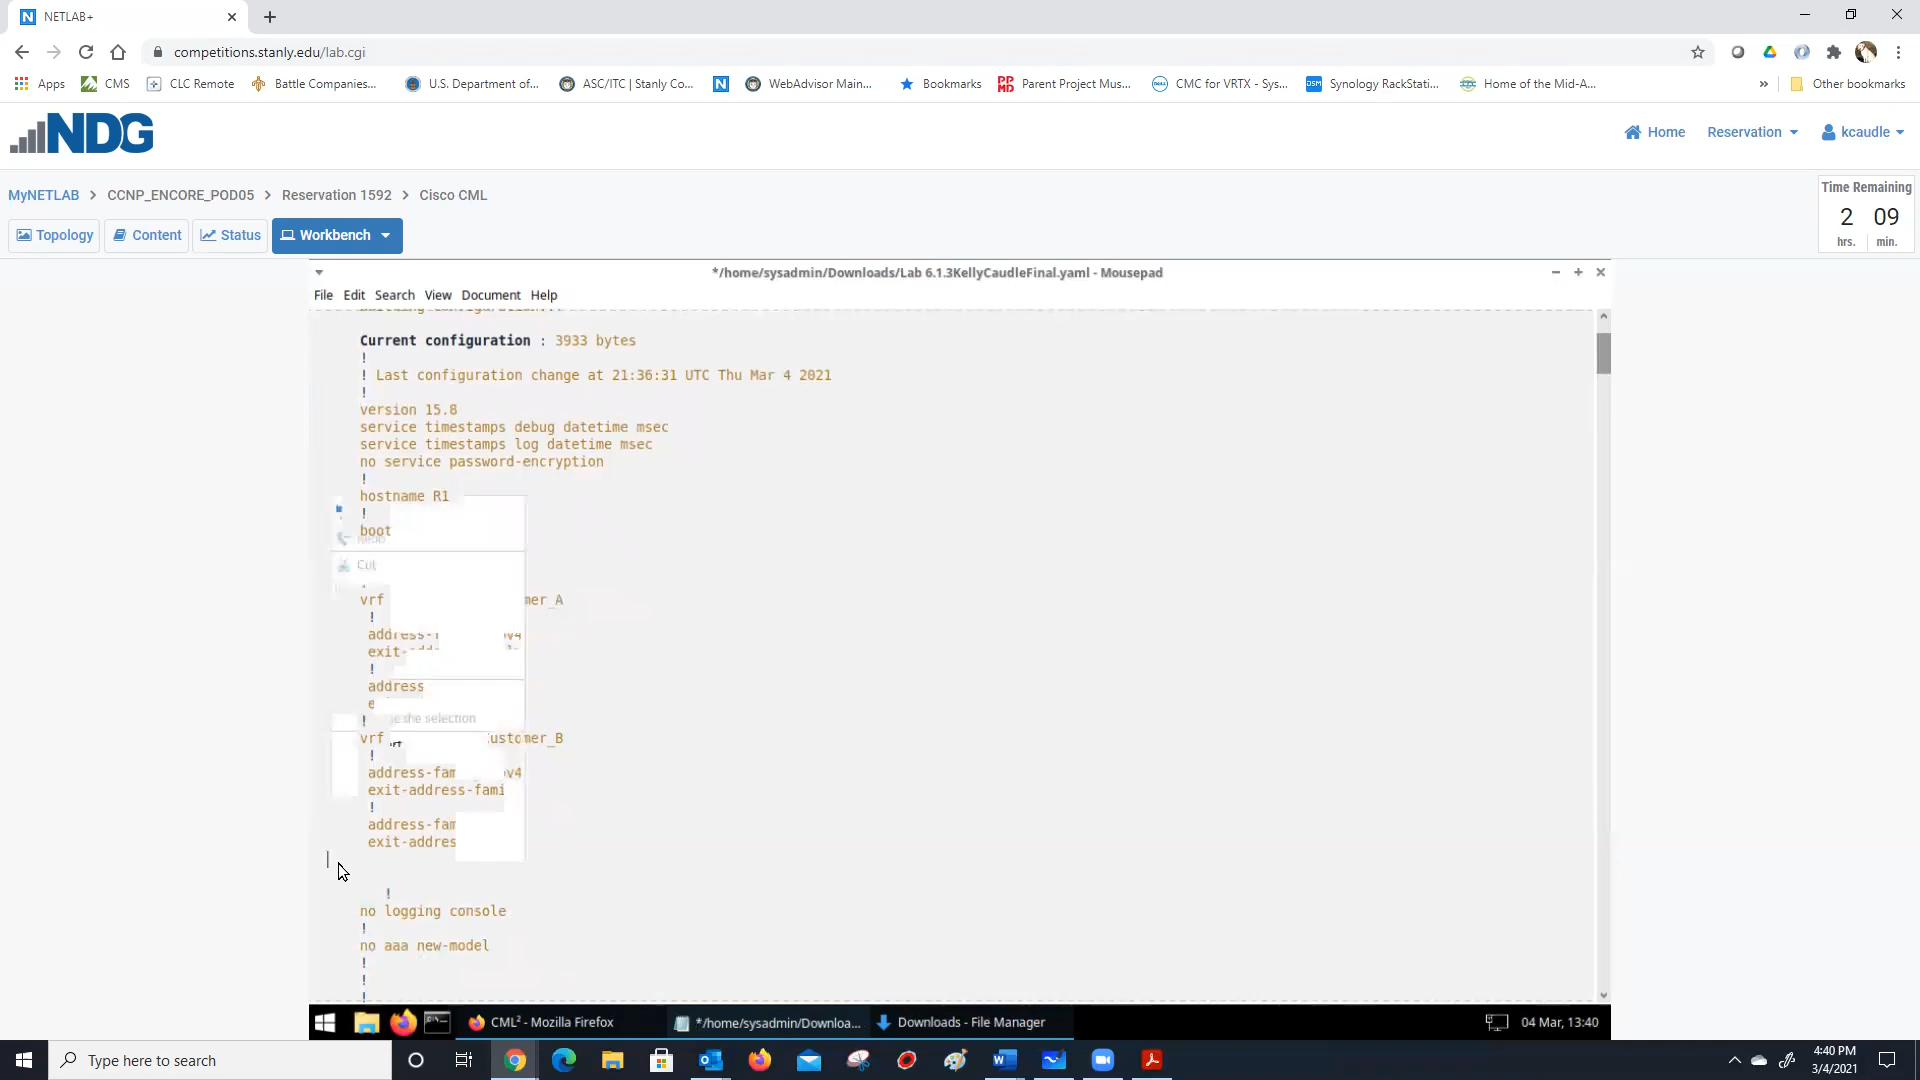 NETLAB+
competitions.stanly.edu/lab.cgi
Apps CMS CLC Remote Battle Companies... U.S. Department of... ASC/ITC | Stanly Co... WebAdvisor Main... Bookmarks Parent Project Mus... CMC for VRTX - Sys... Synology RackStati... Home of the Mid-A... » Other bookmarks
NDG
Home Reservation kcaudle
MyNETLAB > CCNP_ENCORE_POD05 > Reservation 1592 > Cisco CML
Time Remaining
2 09
hrs. min.
Topology Content Status Workbench
*/home/sysadmin/Downloads/Lab 6.1.3KellyCaudleFinal.yaml - Mousepad
File Edit Search View Document Help
Current configuration : 3933 bytes
!
! Last configuration change at 21:36:31 UTC Thu Mar 4 2021
!
version 15.8
service timestamps debug datetime msec
service timestamps log datetime msec
no service password-encryption
!
hostname R1
!
boot
Cut
vrf mer_A
!
address-
exit-
!
address
e
! the selection
vrf ustomer_B
!
address-fam v4
exit-address-fami
!
address-fam
exit-addres
!
no logging console
!
no aaa new-model
!
!
!
CML² - Mozilla Firefox */home/sysadmin/Downloa... Downloads - File Manager 04 Mar, 13:40
Type here to search
4:40 PM
3/4/2021